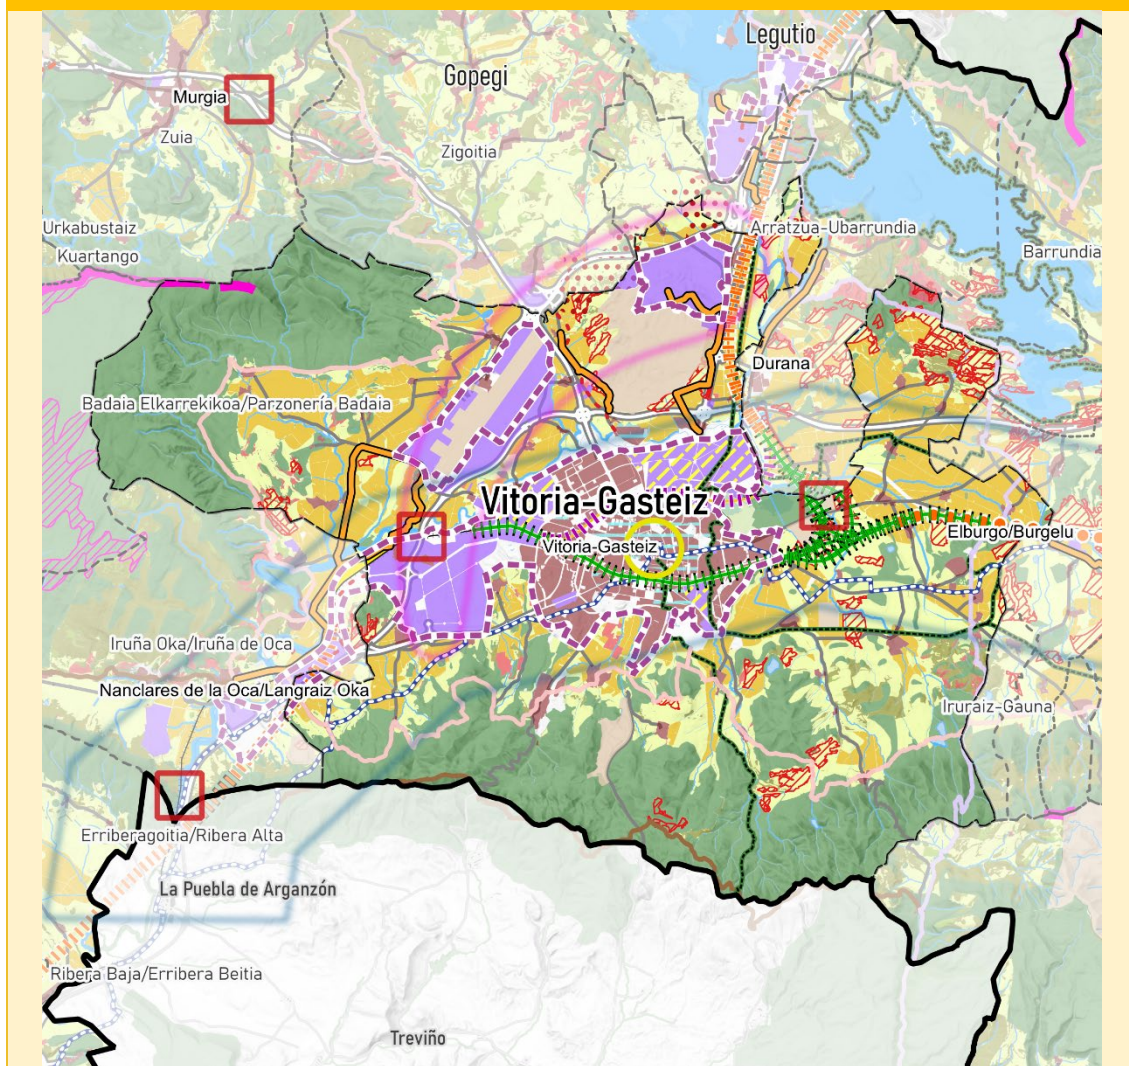 Legutio
Gopegi
Murgia
Zuia
Zigoitia
Urkabustaiz
Kuartango
Arratzua-Ubarrundia
Barrundia
Durana
Badaia Elkarrekikoa/Parzonería Badaia
Vitoria-Gasteiz
Vitoria-Gasteiz
Elburgo/Burgelu
Iruña Oka/Iruña de Oca
Nanclares de la Oca/Langraiz Oka
Iruraiz-Gauna
Erriberagoitia/Ribera Alta
La Puebla de Arganzón
Ribera Baja/Erribera Beitia
Treviño